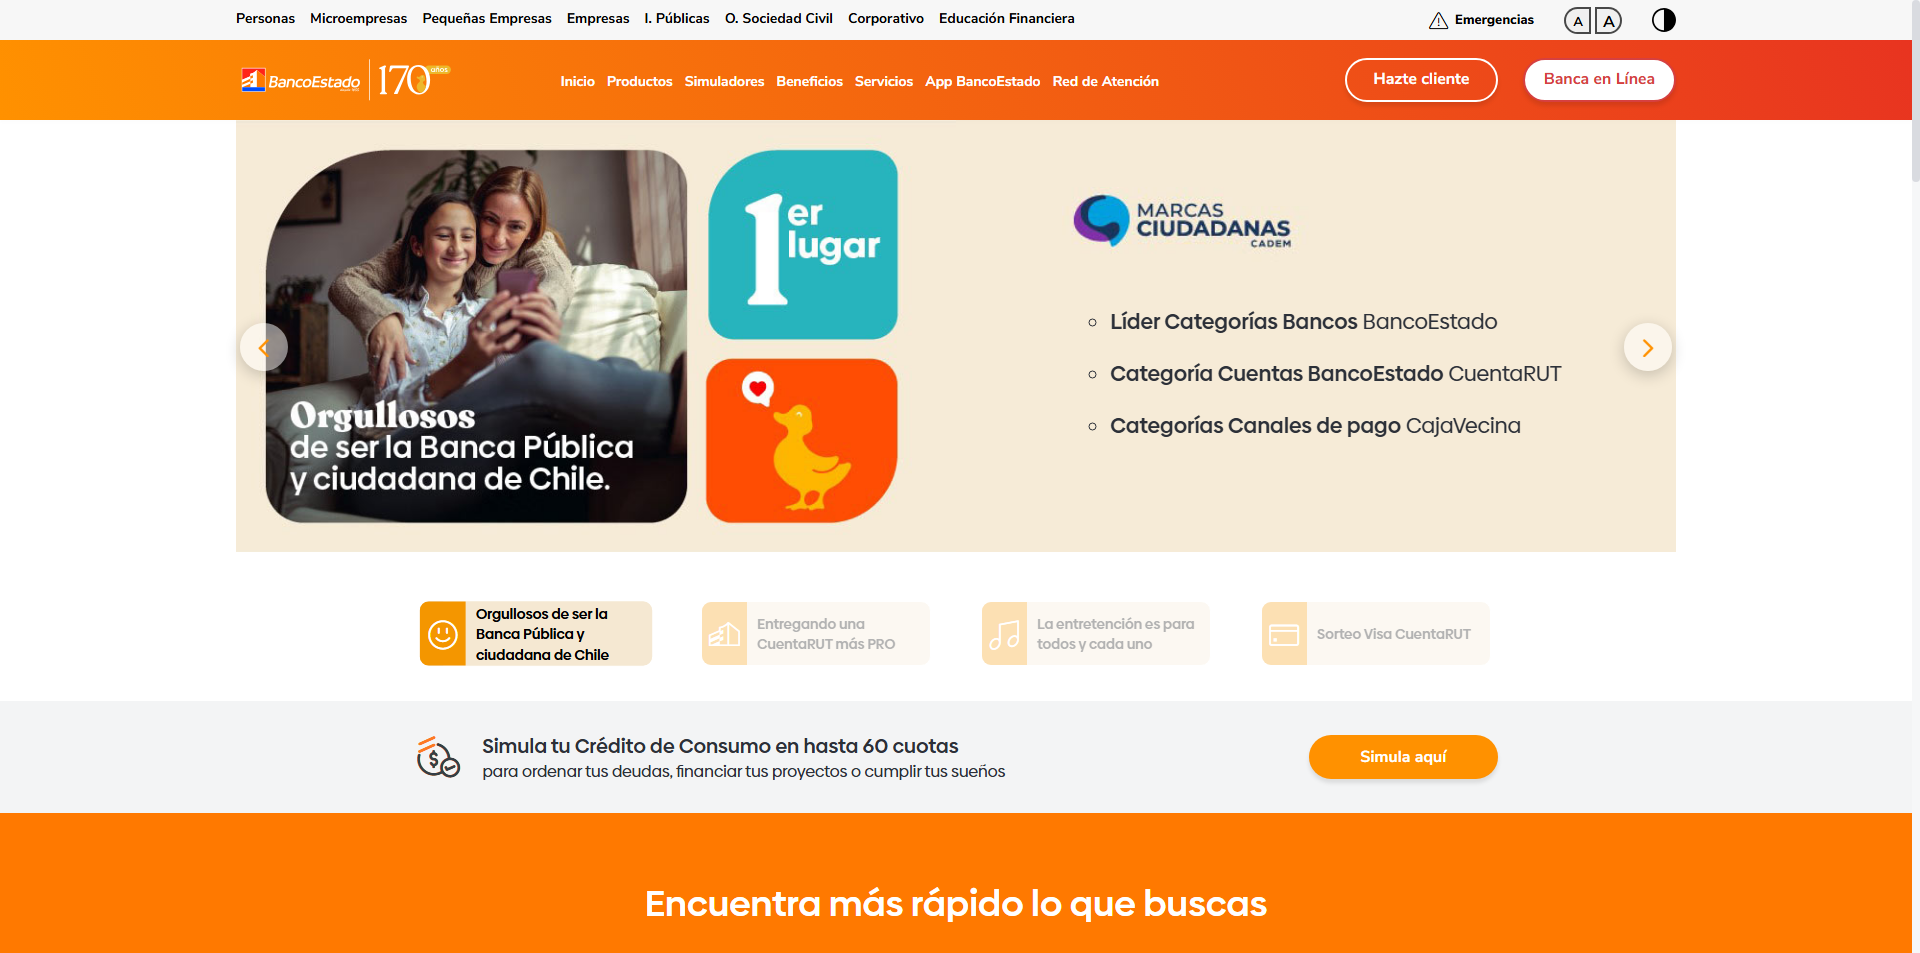 Personas Microempresas Pequeñas Empresas Empresas I. Públicas O. Sociedad Civil Corporativo Educación Financiera
Emergencias A A
BancoEstado 170 años
Inicio Productos Simuladores Beneficios Servicios App BancoEstado Red de Atención
Hazte cliente Banca en Línea
1er lugar
Orgullosos
de ser la Banca Pública
y ciudadana de Chile.
MARCAS
CIUDADANAS
CADEM
Líder Categorías Bancos BancoEstado
Categoría Cuentas BancoEstado CuentaRUT
Categorías Canales de pago CajaVecina
Orgullosos de ser la
Banca Pública y
ciudadana de Chile
Entregando una
CuentaRUT más PRO
La entretención es para
todos y cada uno
Sorteo Visa CuentaRUT
Simula tu Crédito de Consumo en hasta 60 cuotas
para ordenar tus deudas, financiar tus proyectos o cumplir tus sueños
Simula aquí
Encuentra más rápido lo que buscas